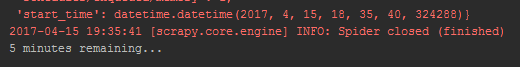 'start_time': datetime.datetime(2017, 4, 15, 18, 35, 40, 324288)}
2017-04-15 19:35:41 [scrapy.core.engine] INFO: Spider closed (finished)
5 minutes remaining...